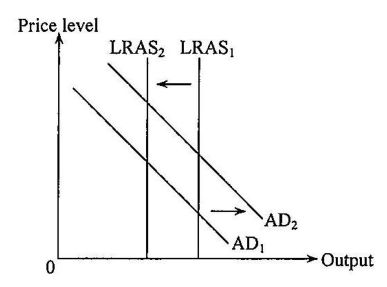 Price level
LRAS₂ LRAS₁
AD₂
AD₁
0
Output